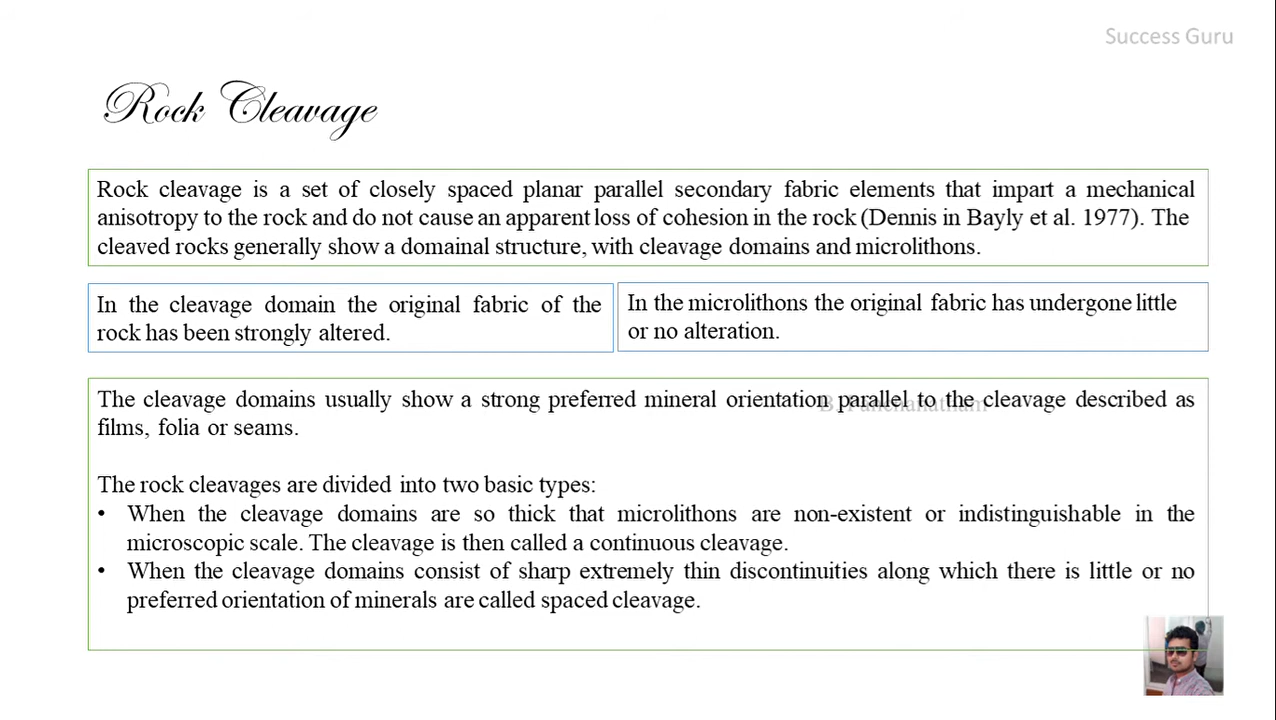 Success Guru
Rock Cleavage
Rock cleavage is a set of closely spaced planar parallel secondary fabric elements that impart a mechanical
anisotropy to the rock and do not cause an apparent loss of cohesion in the rock (Dennis in Bayly et al. 1977). The
cleaved rocks generally show a domainal structure, with cleavage domains and microlithons.
In the cleavage domain the original fabric of the
rock has been strongly altered.
In the microlithons the original fabric has undergone little
or no alteration.
The cleavage domains usually show a strong preferred mineral orientation parallel to the cleavage described as
films, folia or seams.
B. Panchanatham
The rock cleavages are divided into two basic types:
• When the cleavage domains are so thick that microlithons are non-existent or indistinguishable in the
microscopic scale. The cleavage is then called a continuous cleavage.
• When the cleavage domains consist of sharp extremely thin discontinuities along which there is little or no
preferred orientation of minerals are called spaced cleavage.